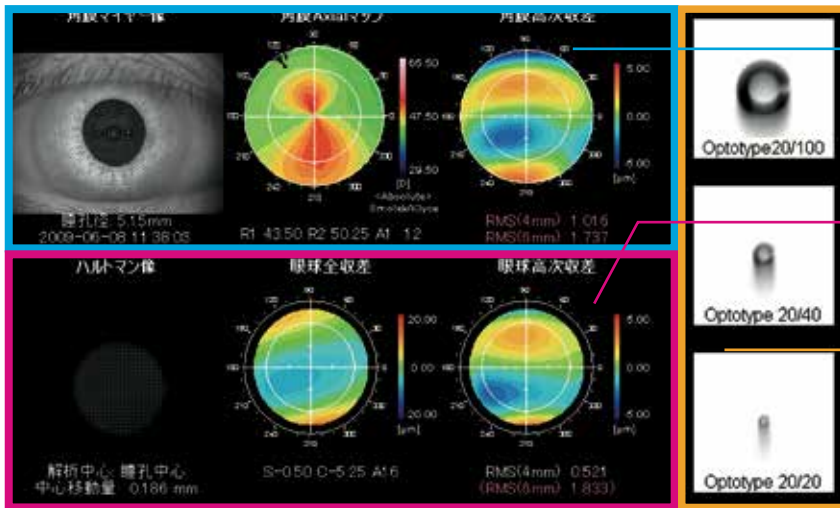 角膜マイヤー像
瞳孔径 5.15mm
2009-06-08 11:38:03
角膜Axialマップ
65.50
47.50
29.50
[D]
<Absolute>
R1 43.50 R2 50.25 A1 12
角膜高次収差
5.00
0.00
-5.00
[μm]
RMS(4mm) 1.016
RMS(6mm) 1.737
ハルトマン像
解析中心: 瞳孔中心
中心移動量 0.186 mm
眼球全収差
20.00
0.00
20.00
[μm]
S-0.50 C-5.25 A16
眼球高次収差
5.00
0.00
-5.00
[μm]
RMS(4mm) 0.521
(RMS(6mm) 1.833)
Optotype20/100
Optotype 20/40
Optotype 20/20